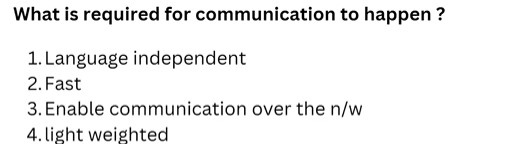 What is required for communication to happen ?
1. Language independent
2. Fast
3. Enable communication over the n/w
4. light weighted